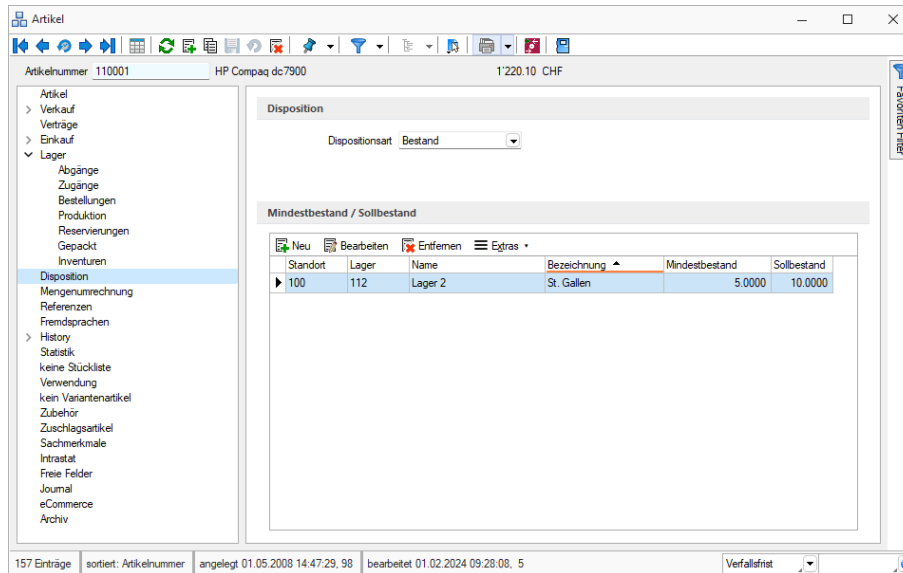 Artikel
Artikelnummer 110001 HP Compaq dc7900 1'220.10 CHF
Favoriten Filter
Artikel
Verkauf
Verträge
Einkauf
Lager
Abgänge
Zugänge
Bestellungen
Produktion
Reservierungen
Gepackt
Inventuren
Disposition
Mengenumrechnung
Referenzen
Fremdsprachen
History
Statistik
keine Stückliste
Verwendung
kein Variantenartikel
Zubehör
Zuschlagsartikel
Sachmerkmale
Intrastat
Freie Felder
Journal
eCommerce
Archiv
Disposition
Dispositionsart Bestand
Mindestbestand / Sollbestand
Neu Bearbeiten Entfernen Extras
Standort Lager Name Bezeichnung Mindestbestand Sollbestand
100 112 Lager 2 St. Gallen 5.0000 10.0000
157 Einträge sortiert: Artikelnummer angelegt 01.05.2008 14:47:29, 98 bearbeitet 01.02.2024 09:28:08, 5 Verfallsfrist